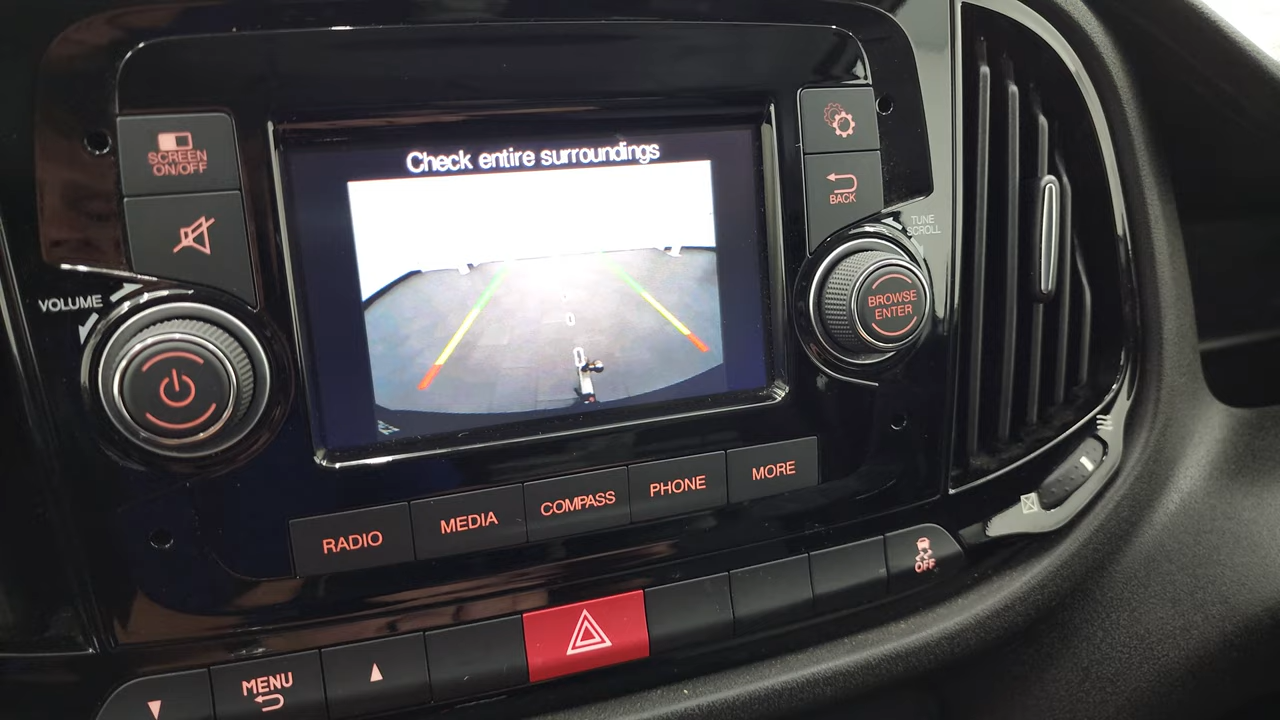 Check entire surroundings
SCREEN
ON/OFF
BACK
TUNE
SCROLL
VOLUME
BROWSE
ENTER
RADIO
MEDIA
COMPASS
PHONE
MORE
OFF
MENU